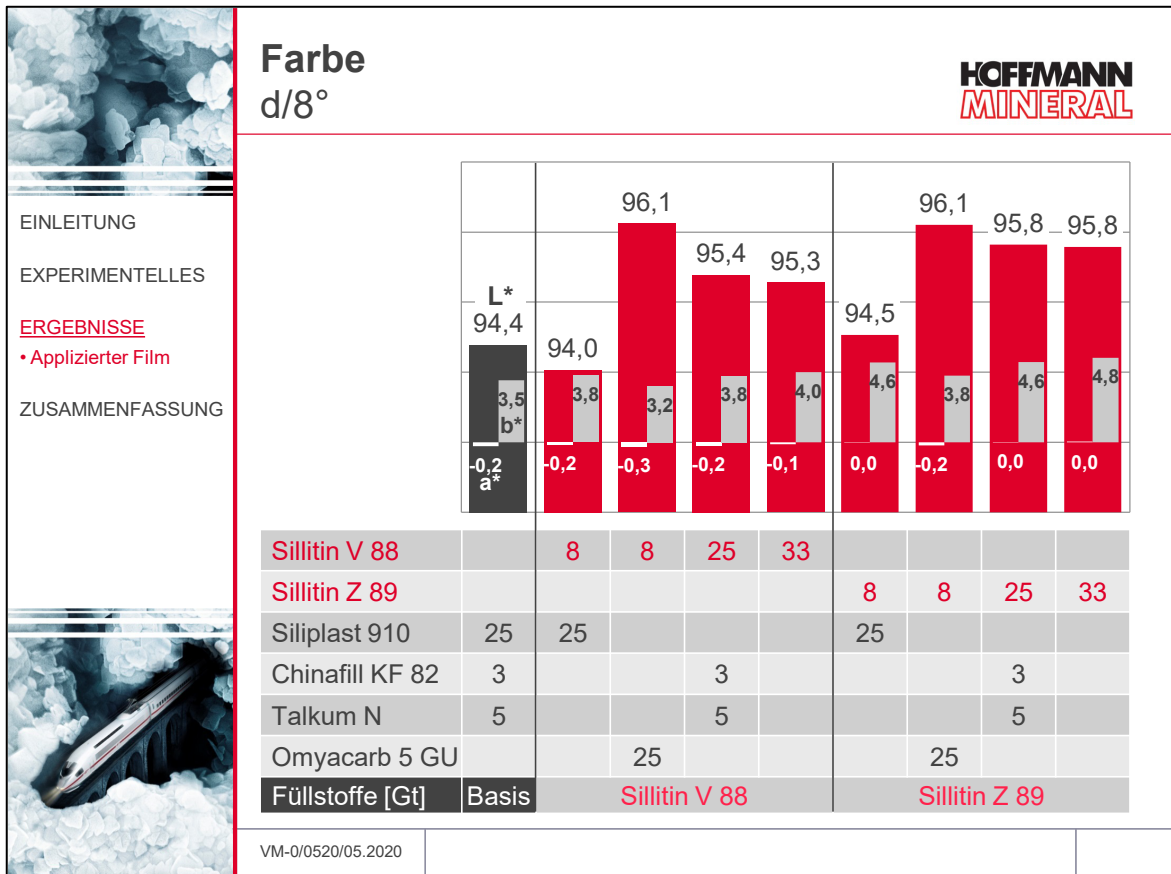 Farbe
d/8°
HOFFMANN
MINERAL
EINLEITUNG
EXPERIMENTELLES
ERGEBNISSE
• Applizierter Film
ZUSAMMENFASSUNG
L*
94,4 94,0 96,1 95,4 95,3 94,5 96,1 95,8 95,8
3,5 3,8 3,2 3,8 4,0 4,6 3,8 4,6 4,8
b*
-0,2 -0,2 -0,3 -0,2 -0,1 0,0 -0,2 0,0 0,0
a*
Sillitin V 88 8 8 25 33
Sillitin Z 89 8 8 25 33
Siliplast 910 25 25 25
Chinafill KF 82 3 3 3
Talkum N 5 5 5
Omyacarb 5 GU 25 25
Füllstoffe [Gt] Basis Sillitin V 88 Sillitin Z 89
VM-0/0520/05.2020